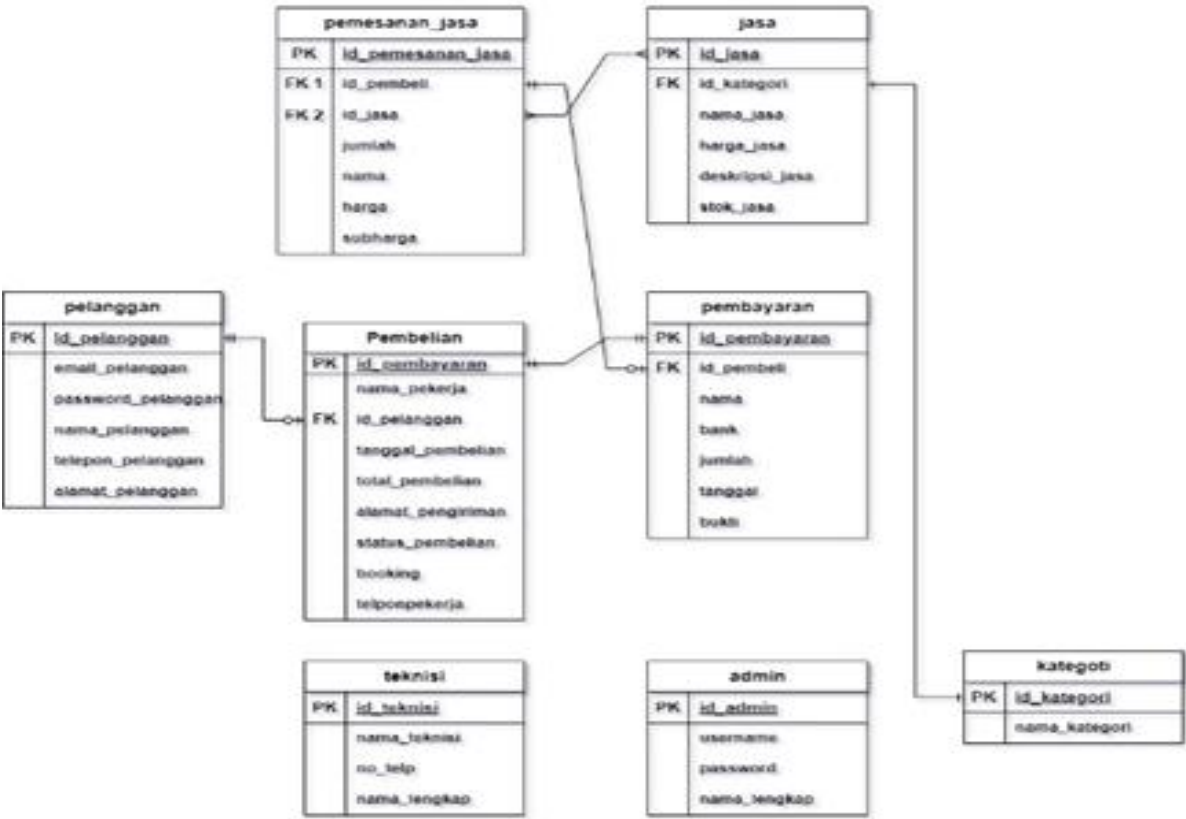 pemesanan_jasa
PK id_pemesanan_jasa
FK 1 id_pembeli
FK 2 id_jasa
jumlah
nama
harga
subharga
jasa
PK id_jasa
FK id_kategori
nama_jasa
harga_jasa
deskripsi_jasa
stok_jasa
pelanggan
PK id_pelanggan
email_pelanggan
password_pelanggan
nama_pelanggan
telepon_pelanggan
alamat_pelanggan
Pembelian
PK id_pembayaran
nama_pekerja
FK id_pelanggan
tanggal_pembelian
total_pembelian
alamat_pengiriman
status_pembelian
booking
telponpekerja
pembayaran
PK id_pembayaran
FK id_pembeli
nama
bank
jumlah
tanggal
bukti
teknisi
PK id_teknisi
nama_teknisi
no_telp
nama_lengkap
admin
PK id_admin
username
password
nama_lengkap
kategoti
PK id_kategori
nama_kategori